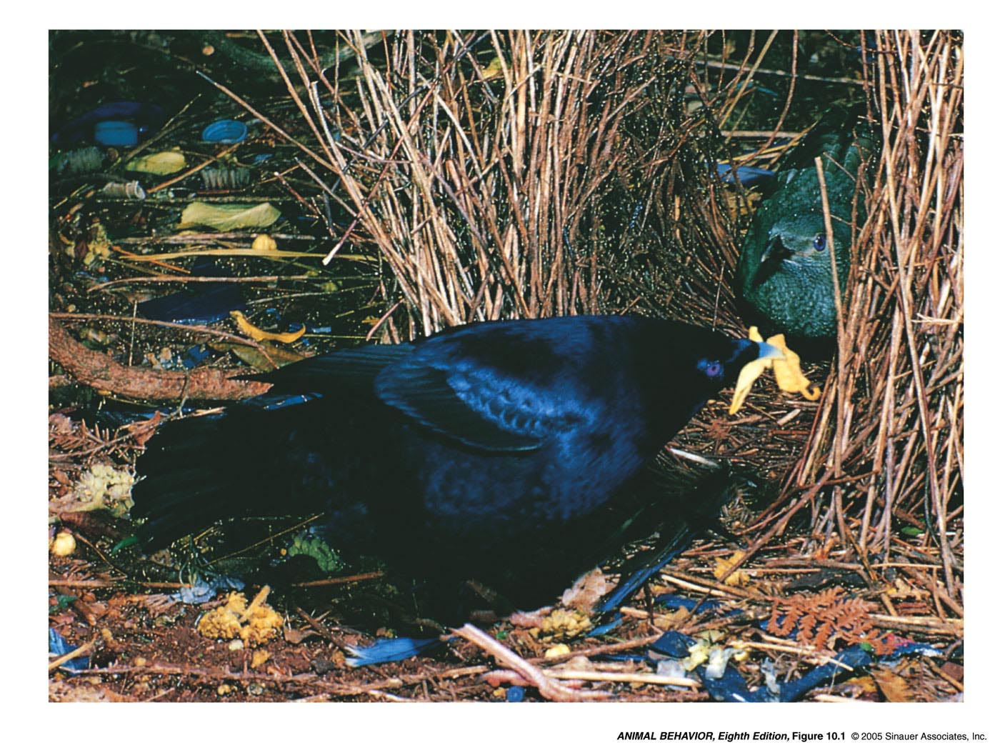 ANIMAL BEHAVIOR, Eighth Edition, Figure 10.1 © 2005 Sinauer Associates, Inc.